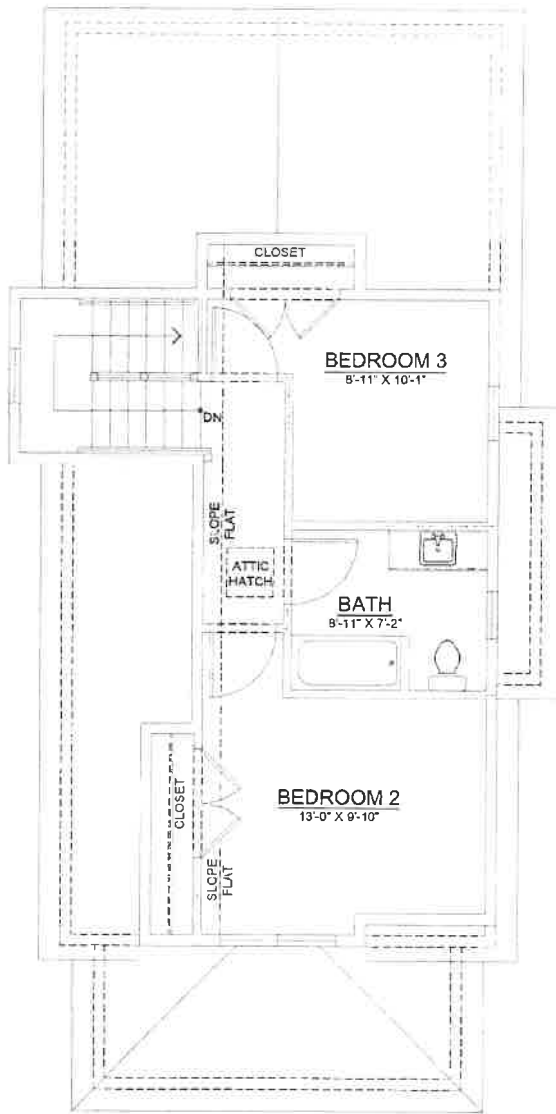 CLOSET
BEDROOM 3
8'-11" X 10'-1"
DN
SLOPE
FLAT
ATTIC
HATCH
BATH
8'-11" X 7'-2"
BEDROOM 2
13'-0" X 9'-10"
CLOSET
SLOPE
FLAT